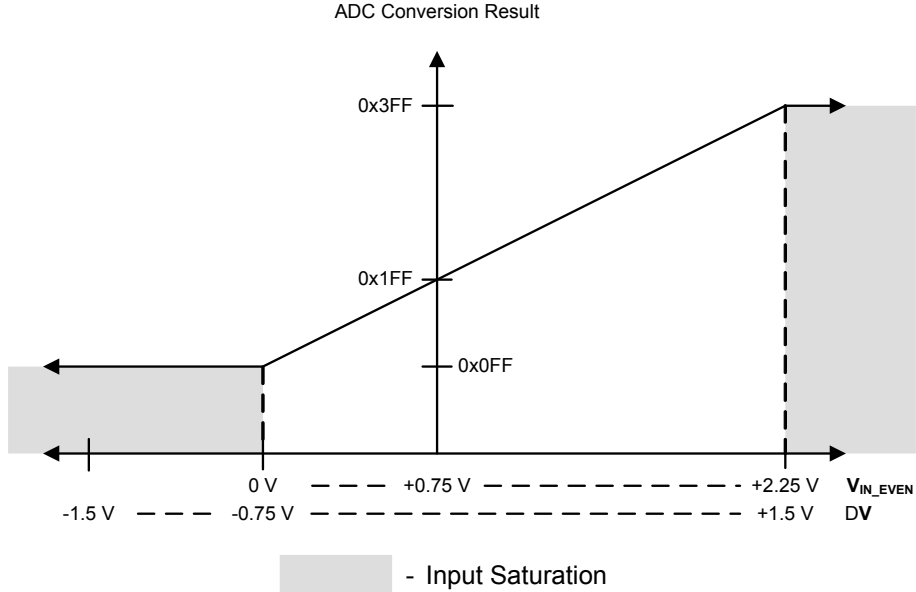 ADC Conversion Result
0x3FF
0x1FF
0x0FF
0 V +0.75 V +2.25 V VIN_EVEN
-1.5 V -0.75 V +1.5 V DV
- Input Saturation